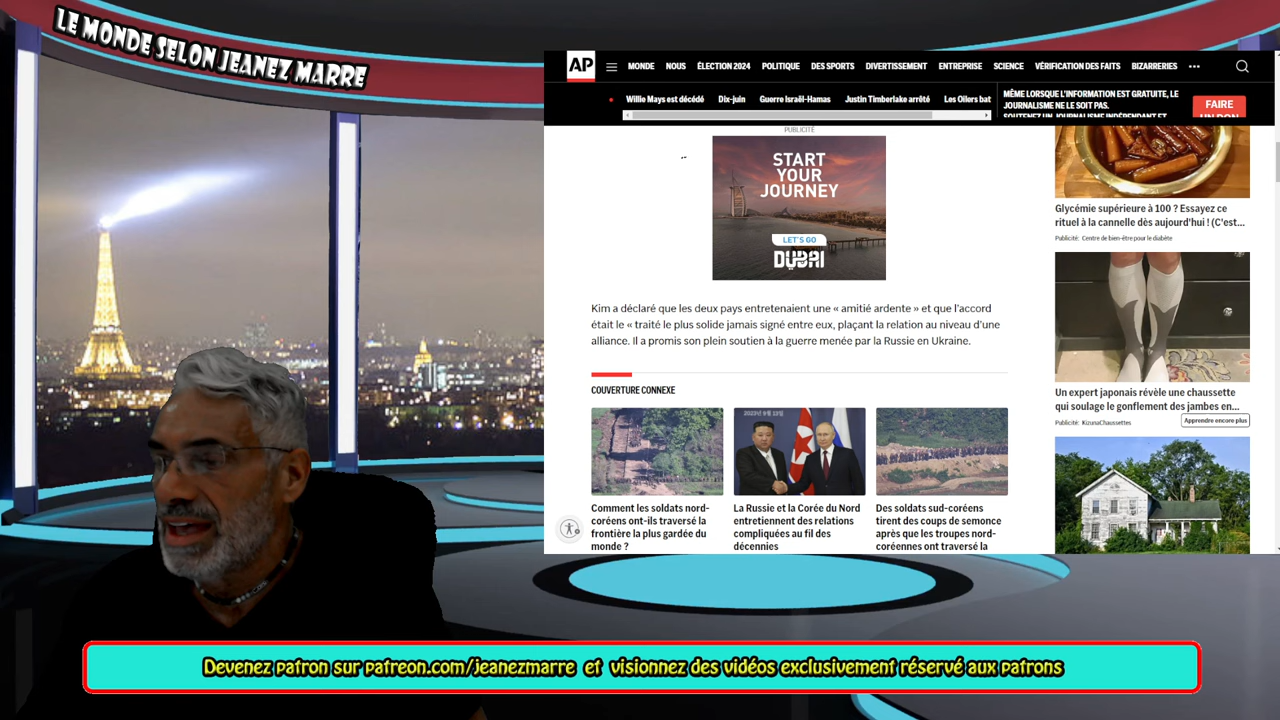 LE MONDE SELON JEANEZ MARRE
AP
MONDE NOUS ÉLECTION 2024 POLITIQUE DES SPORTS DIVERTISSEMENT ENTREPRISE SCIENCE VÉRIFICATION DES FAITS BIZARRERIES
Willie Mays est décédé Dix-juin Guerre Israël-Hamas Justin Timberlake arrêté Les Oilers bat
MÊME LORSQUE L'INFORMATION EST GRATUITE, LE
JOURNALISME NE LE SOIT PAS.
SOUTENEZ UN JOURNALISME INDÉPENDANT ET
FAIRE
UN DON
PUBLICITÉ
START
YOUR
JOURNEY
LET'S GO
DUBAI
Kim a déclaré que les deux pays entretenaient une « amitié ardente » et que l'accord
était le « traité le plus solide jamais signé entre eux, plaçant la relation au niveau d'une
alliance. Il a promis son plein soutien à la guerre menée par la Russie en Ukraine.
COUVERTURE CONNEXE
Comment les soldats nord-
coréens ont-ils traversé la
frontière la plus gardée du
monde ?
La Russie et la Corée du Nord
entretiennent des relations
compliquées au fil des
décennies
Des soldats sud-coréens
tirent des coups de semonce
après que les troupes nord-
coréennes ont traversé la
Glycémie supérieure à 100 ? Essayez ce
rituel à la cannelle dès aujourd'hui ! (C'est...
Publicité: Centre de bien-être pour le diabète
Un expert japonais révèle une chaussette
qui soulage le gonflement des jambes en...
Publicité: KizunaChaussettes
Apprendre encore plus
Devenez patron sur patreon.com/jeanezmarre et visionnez des vidéos exclusivement réservé aux patrons